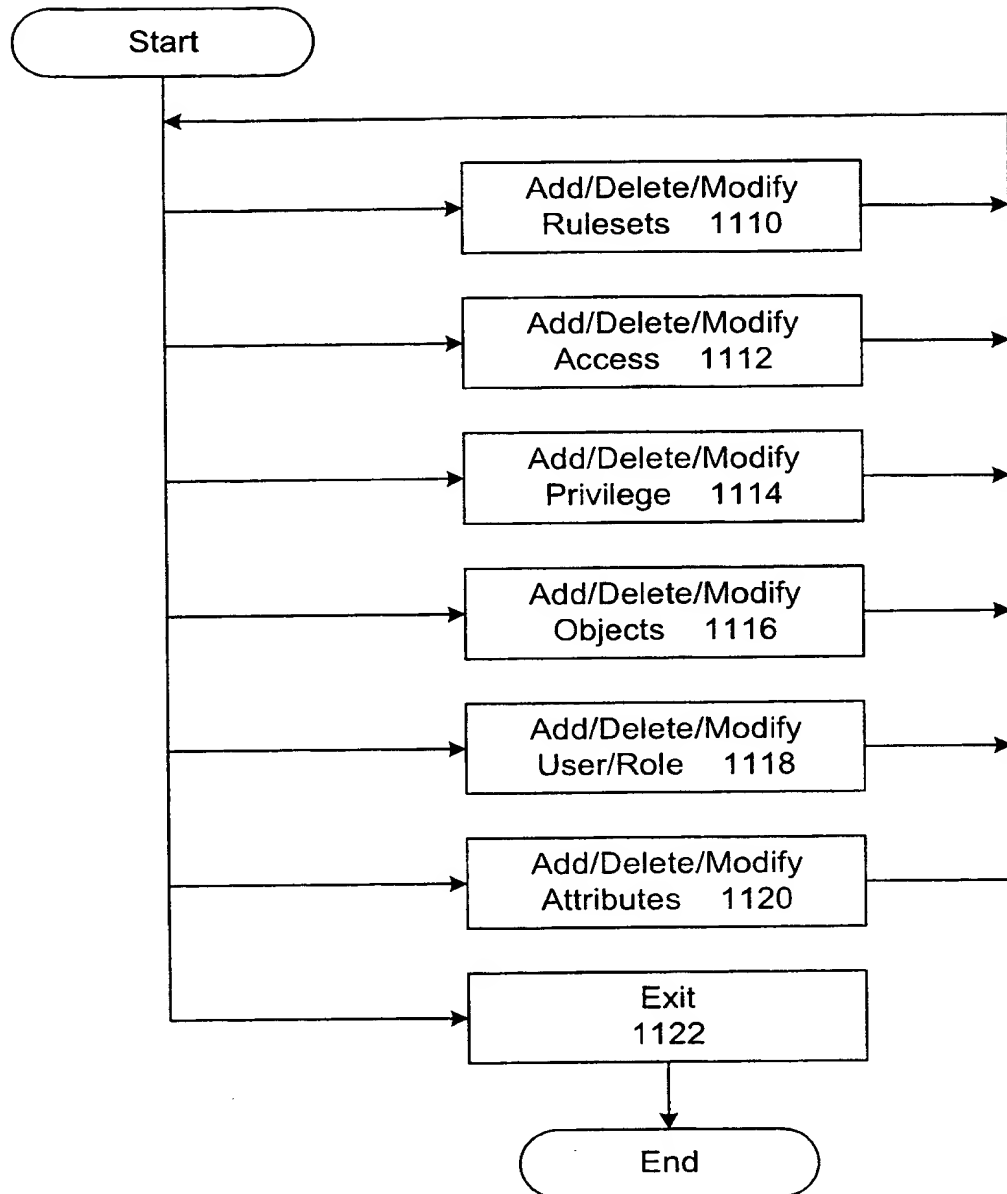 Start
Add/Delete/Modify
Rulesets 1110
Add/Delete/Modify
Access 1112
Add/Delete/Modify
Privilege 1114
Add/Delete/Modify
Objects 1116
Add/Delete/Modify
User/Role 1118
Add/Delete/Modify
Attributes 1120
Exit
1122
End